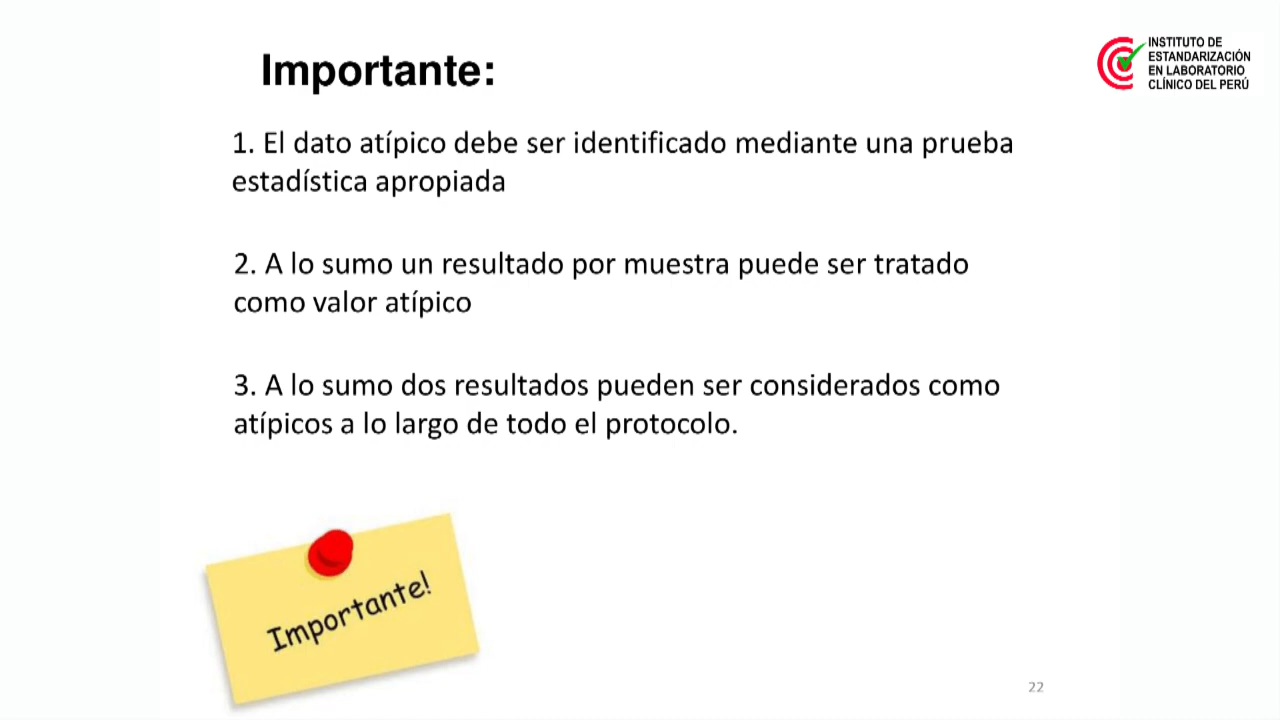 Importante:
INSTITUTO DE
ESTANDARIZACIÓN
EN LABORATORIO
CLÍNICO DEL PERÚ
1. El dato atípico debe ser identificado mediante una prueba
estadística apropiada
2. A lo sumo un resultado por muestra puede ser tratado
como valor atípico
3. A lo sumo dos resultados pueden ser considerados como
atípicos a lo largo de todo el protocolo.
Importante!
22